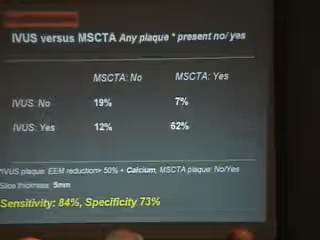 IVUS versus MSCTA Any plaque * present no/ yes
MSCTA: No MSCTA: Yes
IVUS: No 19% 7%
IVUS: Yes 12% 62%
*IVUS plaque: EEM reduction> 50% + Calcium, MSCTA plaque: No/Yes
Slice thickness: 5mm
Sensitivity: 84%, Specificity 73%